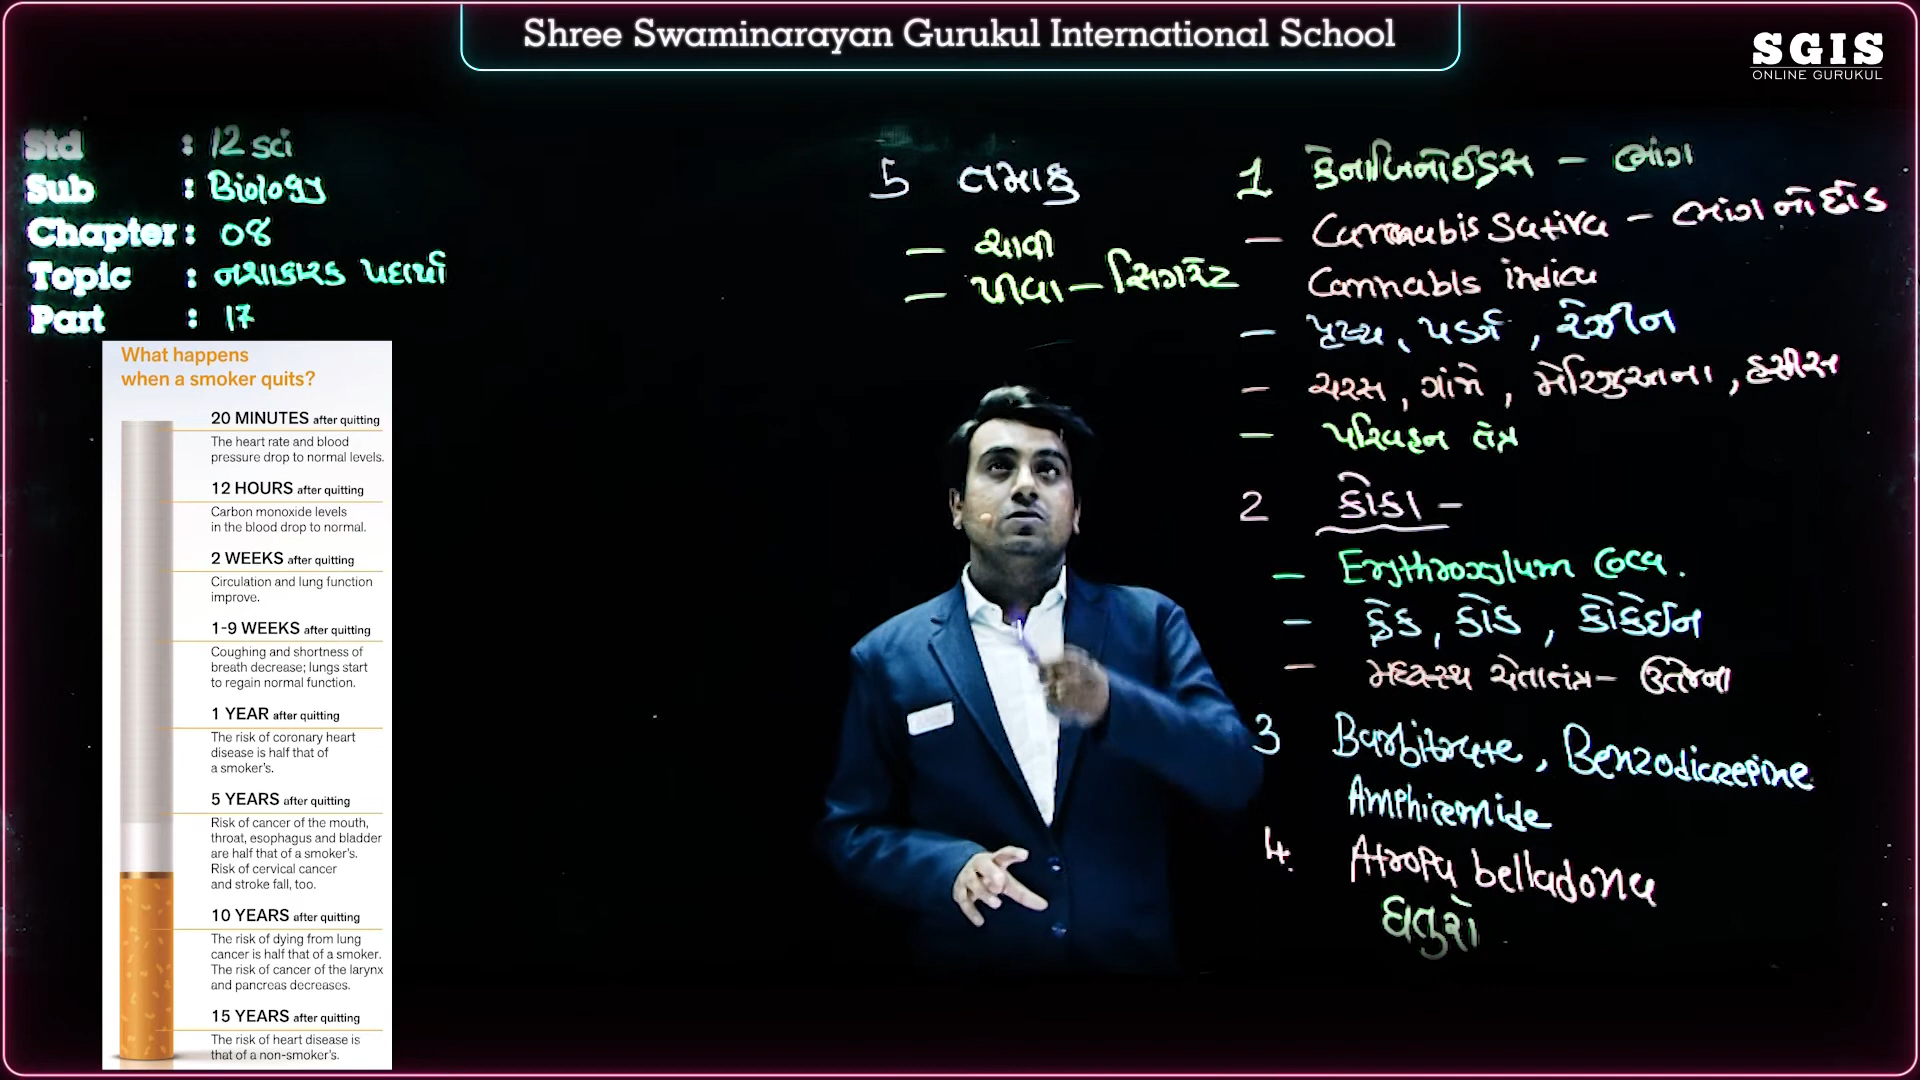 Shree Swaminarayan Gurukul International School
SGIS
ONLINE GURUKUL
Std : 12 sci
Sub : Biology
Chapter : 08
Topic : નશાકારક પદાર્થો
Part : 17
What happens
when a smoker quits?
20 MINUTES after quitting
The heart rate and blood
pressure drop to normal levels.
12 HOURS after quitting
Carbon monoxide levels
in the blood drop to normal.
2 WEEKS after quitting
Circulation and lung function
improve.
1-9 WEEKS after quitting
Coughing and shortness of
breath decrease; lungs start
to regain normal function.
1 YEAR after quitting
The risk of coronary heart
disease is half that of
a smoker's.
5 YEARS after quitting
Risk of cancer of the mouth,
throat, esophagus and bladder
are half that of a smoker's.
Risk of cervical cancer
and stroke fall, too.
10 YEARS after quitting
The risk of dying from lung
cancer is half that of a smoker.
The risk of cancer of the larynx
and pancreas decreases.
15 YEARS after quitting
The risk of heart disease is
that of a non-smoker's.
5 તમાકુ
— ચાવી
— પીવા – સિગરેટ
1 કેનાબિનોઈડ્સ – ભાંગ
– Cannabis Sativa – ભાંગ નો છોડ
Cannabis indica
– પુષ્પ, પર્ણ, રેઝીન
– ચરસ, ગાંજો, મેરિજુઆના, હસીસ
– પરિવહન તંત્ર
2 કોકા –
– Erythroxylum Coca.
– ક્રેક, કોક, કોકેઈન
– મધ્યસ્થ ચેતાતંત્ર – ઉત્તેજના
3 Barbitrate, Benzodiazepine
Amphicemide
4. Atropa belladona
ધતુરો